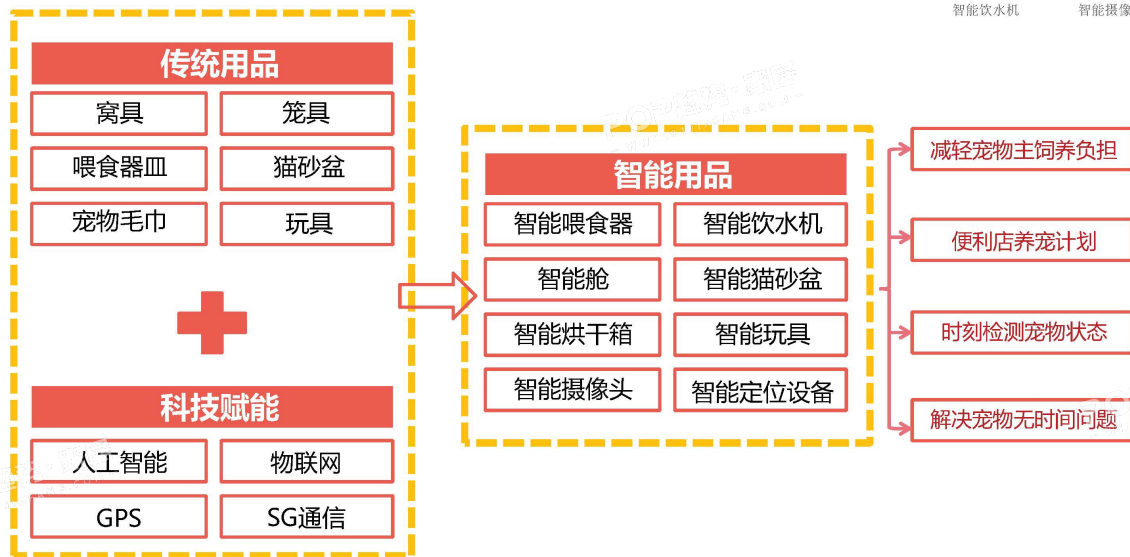 智能饮水机
智能摄像
传统用品
窝具
笼具
喂食器皿
猫砂盆
宠物毛巾
玩具
科技赋能
人工智能
物联网
GPS
SG通信
智能用品
智能喂食器
智能饮水机
智能舱
智能猫砂盆
智能烘干箱
智能玩具
智能摄像头
智能定位设备
减轻宠物主饲养负担
便利店养宠计划
时刻检测宠物状态
解决宠物无时间问题